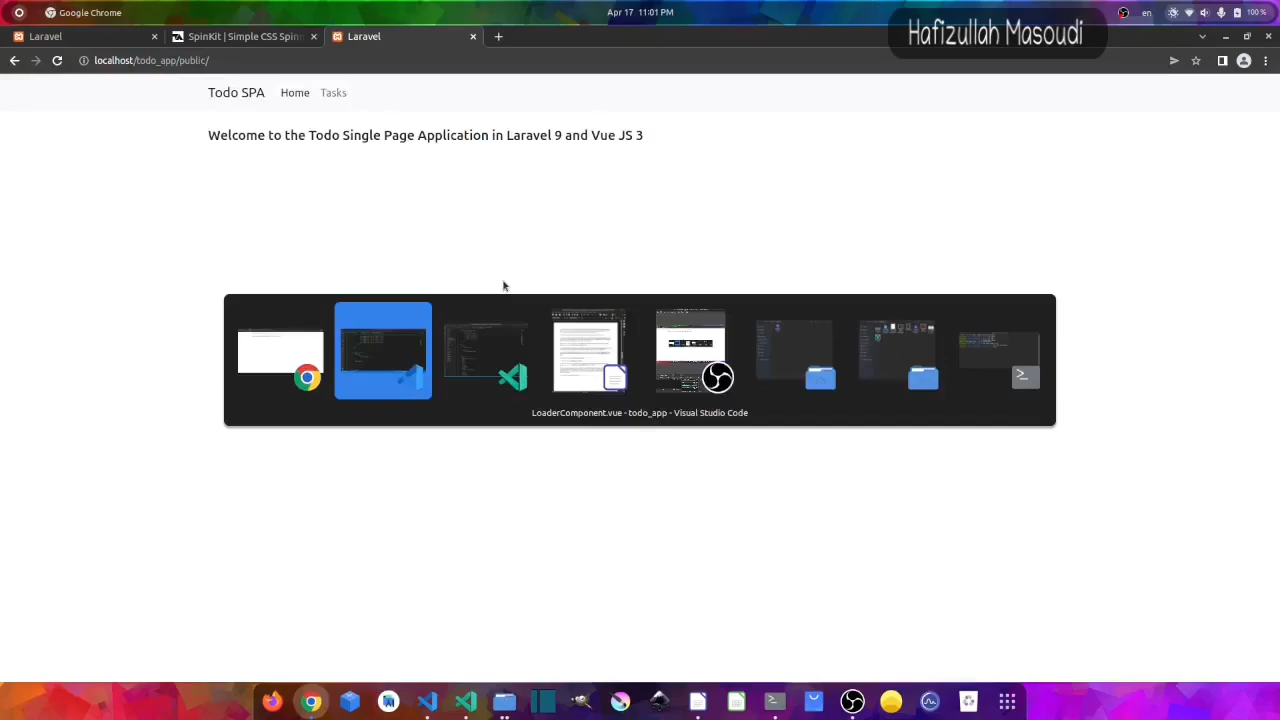 Google Chrome
Apr 17 11:01 PM
en
100 %
Laravel
SpinKit | Simple CSS Spinn
Laravel
Hafizullah Masoudi
localhost/todo_app/public/
Todo SPA Home Tasks
Welcome to the Todo Single Page Application in Laravel 9 and Vue JS 3
LoaderComponent.vue - todo_app - Visual Studio Code